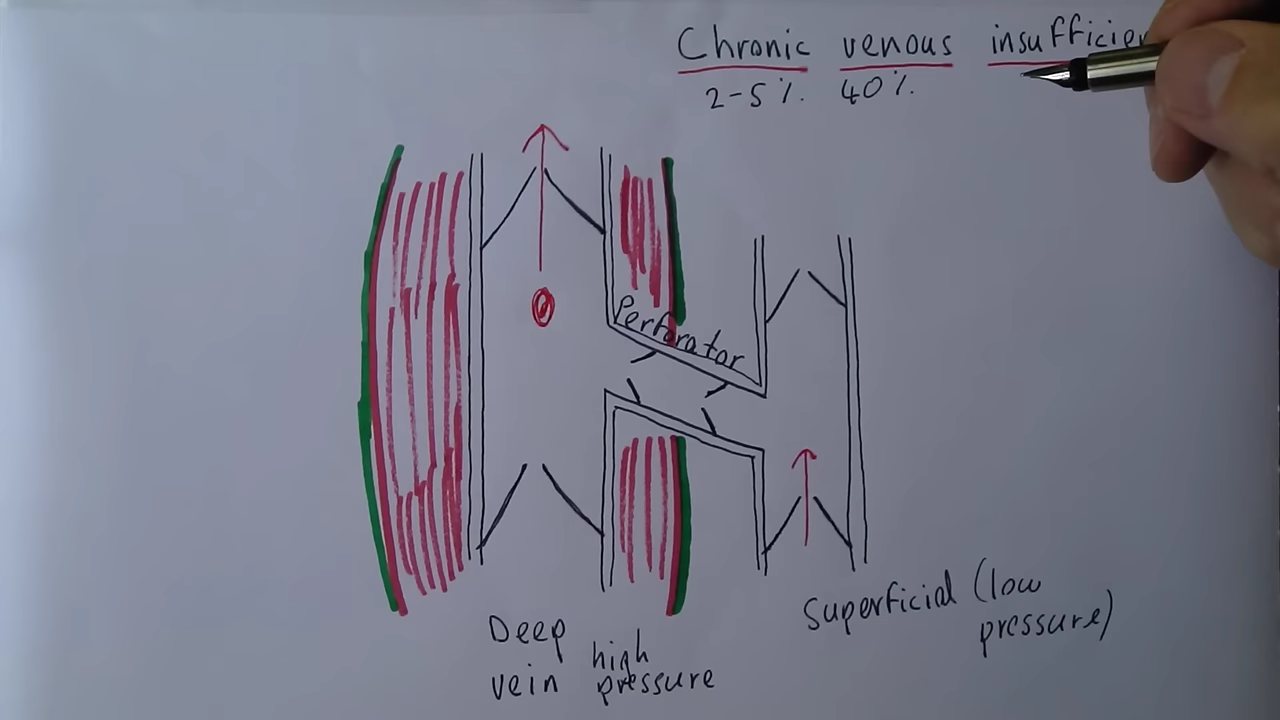 Chronic venous insufficien
2-5%. 40%.
Perforator
Deep
vein high
pressure
Superficial (low
pressure)